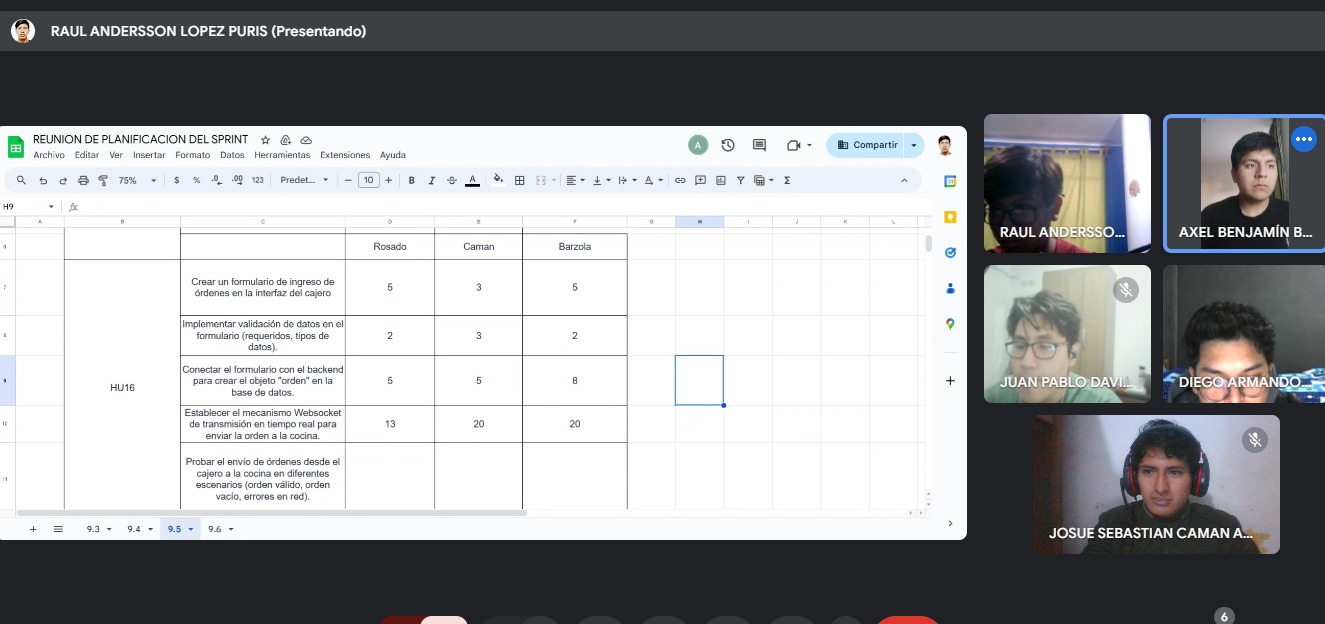 RAUL ANDERSSON LOPEZ PURIS (Presentando)
REUNION DE PLANIFICACION DEL SPRINT
Archivo Editar Ver Insertar Formato Datos Herramientas Extensiones Ayuda
A
Compartir
75% $ % .0 .00 123 Predet... 10 B I S A Σ
H9 fx
A B C D E F G H I J K L
6 Rosado Caman Barzola
7 Crear un formulario de ingreso de
órdenes en la interfaz del cajero
5 3 5
8 Implementar validación de datos en el
formulario (requeridos, tipos de
datos).
2 3 2
HU16
9 Conectar el formulario con el backend
para crear el objeto "orden" en la
base de datos.
5 5 8
10 Establecer el mecanismo Websocket
de transmisión en tiempo real para
enviar la orden a la cocina.
13 20 20
11 Probar el envío de órdenes desde el
cajero a la cocina en diferentes
escenarios (orden válido, orden
vacío, errores en red).
9.3 9.4 9.5 9.6
RAUL ANDERSSO...
AXEL BENJAMÍN B...
JUAN PABLO DAVI...
DIEGO ARMANDO...
JOSUE SEBASTIAN CAMAN A...
6